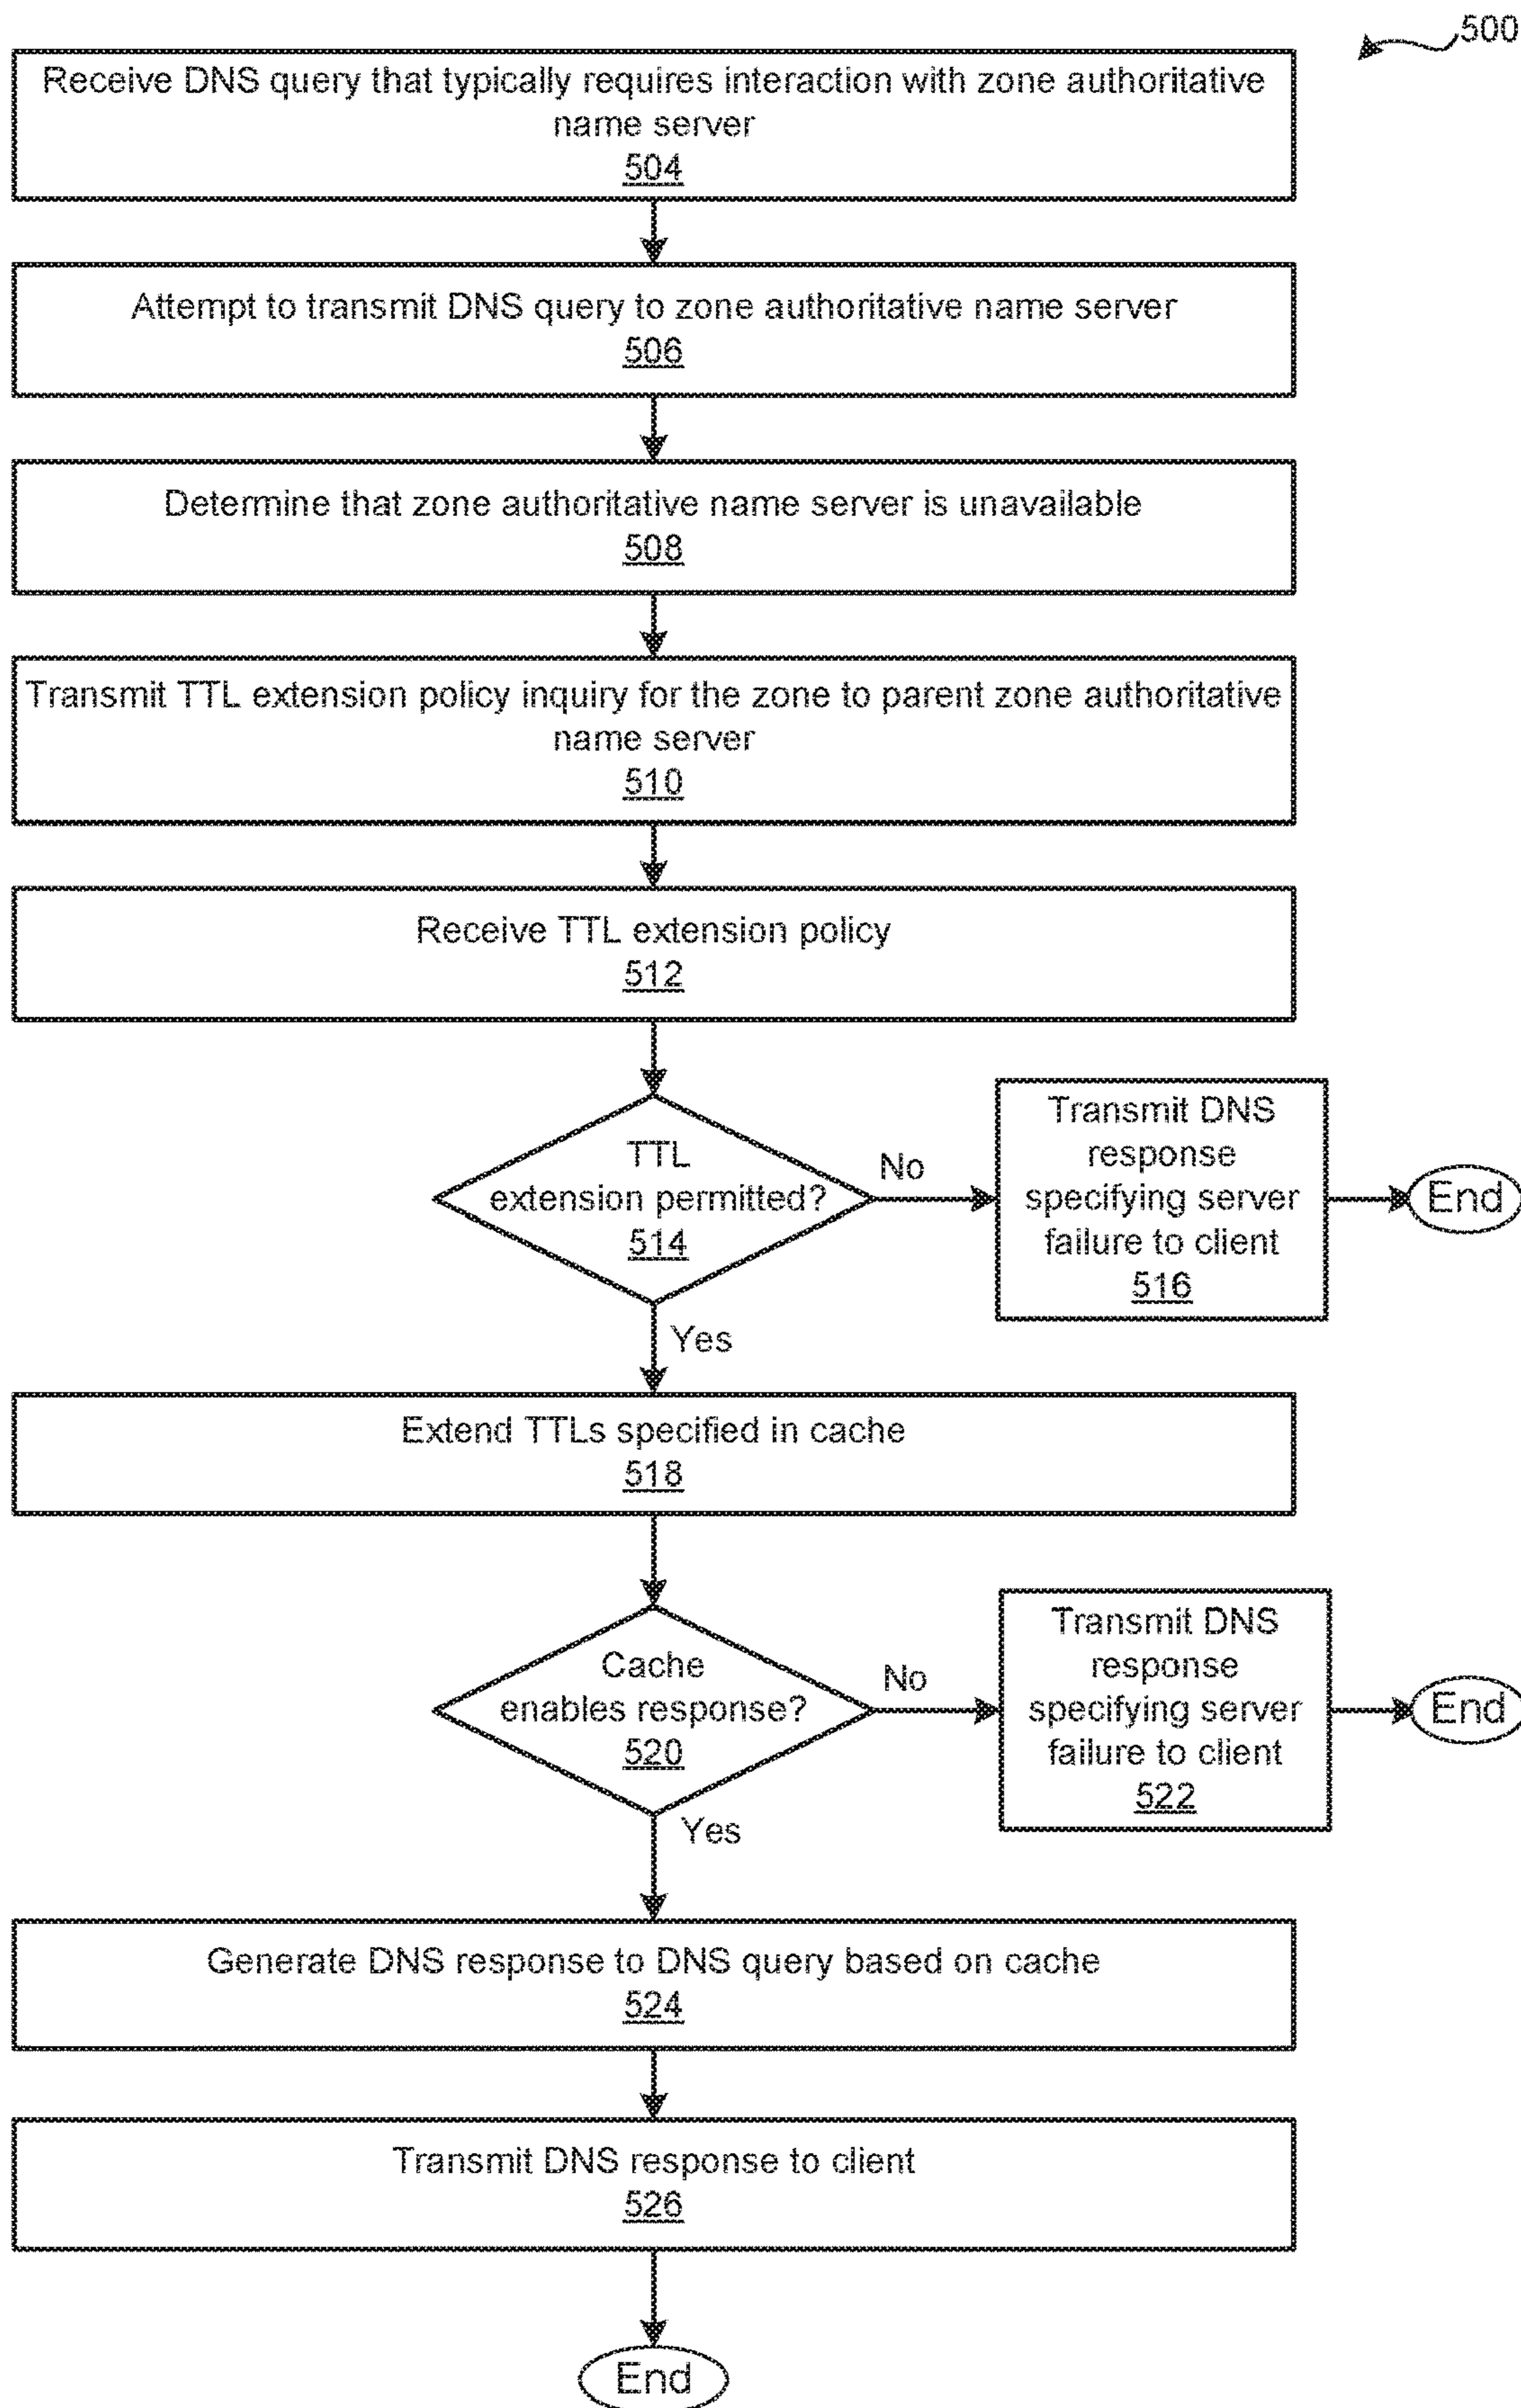 500
Receive DNS query that typically requires interaction with zone authoritative
name server
504
Attempt to transmit DNS query to zone authoritative name server
506
Determine that zone authoritative name server is unavailable
508
Transmit TTL extension policy inquiry for the zone to parent zone authoritative
name server
510
Receive TTL extension policy
512
TTL
extension permitted?
514
No
Transmit DNS
response
specifying server
failure to client
516
End
Yes
Extend TTLs specified in cache
518
Cache
enables response?
520
No
Transmit DNS
response
specifying server
failure to client
522
End
Yes
Generate DNS response to DNS query based on cache
524
Transmit DNS response to client
526
End